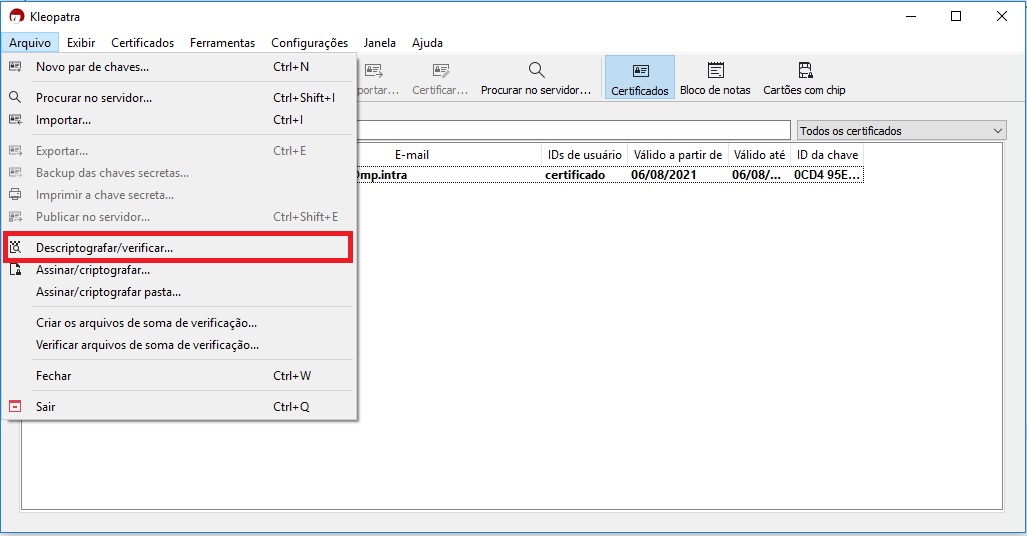 Kleopatra
Arquivo Exibir Certificados Ferramentas Configurações Janela Ajuda
Novo par de chaves... Ctrl+N
Procurar no servidor... Ctrl+Shift+I
Importar... Ctrl+I
Exportar... Ctrl+E
Backup das chaves secretas...
Imprimir a chave secreta...
Publicar no servidor... Ctrl+Shift+E
Descriptografar/verificar...
Assinar/criptografar...
Assinar/criptografar pasta...
Criar os arquivos de soma de verificação...
Verificar arquivos de soma de verificação...
Fechar Ctrl+W
Sair Ctrl+Q
portar... Certificar... Procurar no servidor... Certificados Bloco de notas Cartões com chip
Todos os certificados
E-mail IDs de usuário Válido a partir de Válido até ID da chave
mp.intra certificado 06/08/2021 06/08/... 0CD4 95E...